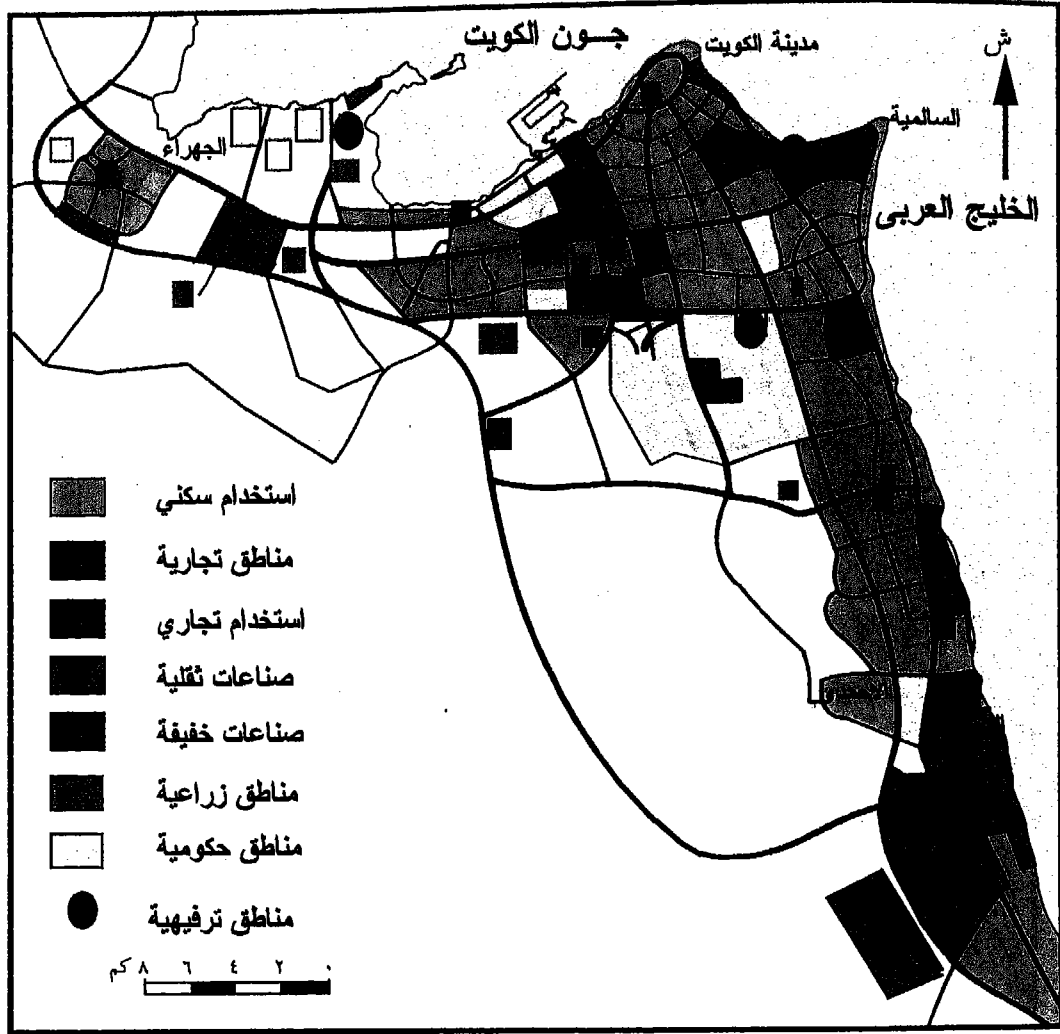 جـــون الكويت
مدينة الكويت
ش
السالمية
الجهراء
الخليج العربى
استخدام سكني
مناطق تجارية
استخدام تجاري
صناعات ثقلية
صناعات خفيفة
مناطق زراعية
مناطق حكومية
مناطق ترفيهية
٠ ٢ ٤ ٦ ٨ كم